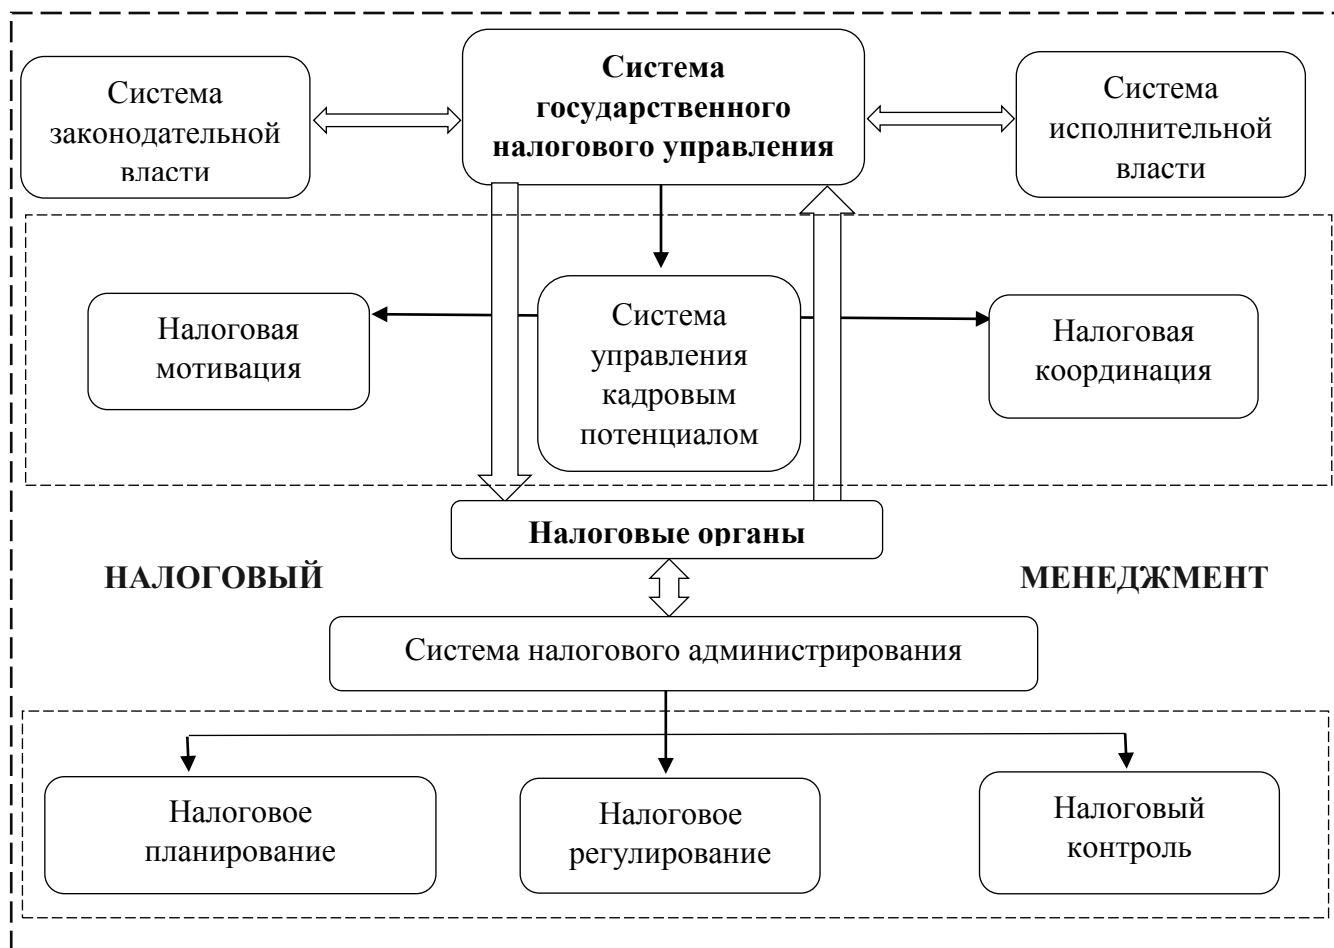 Система
законодательной
власти
Система
государственного
налогового управления
Система
исполнительной
власти
Налоговая
мотивация
Система
управления
кадровым
потенциалом
Налоговая
координация
Налоговые органы
НАЛОГОВЫЙ
МЕНЕДЖМЕНТ
Система налогового администрирования
Налоговое
планирование
Налоговое
регулирование
Налоговый
контроль